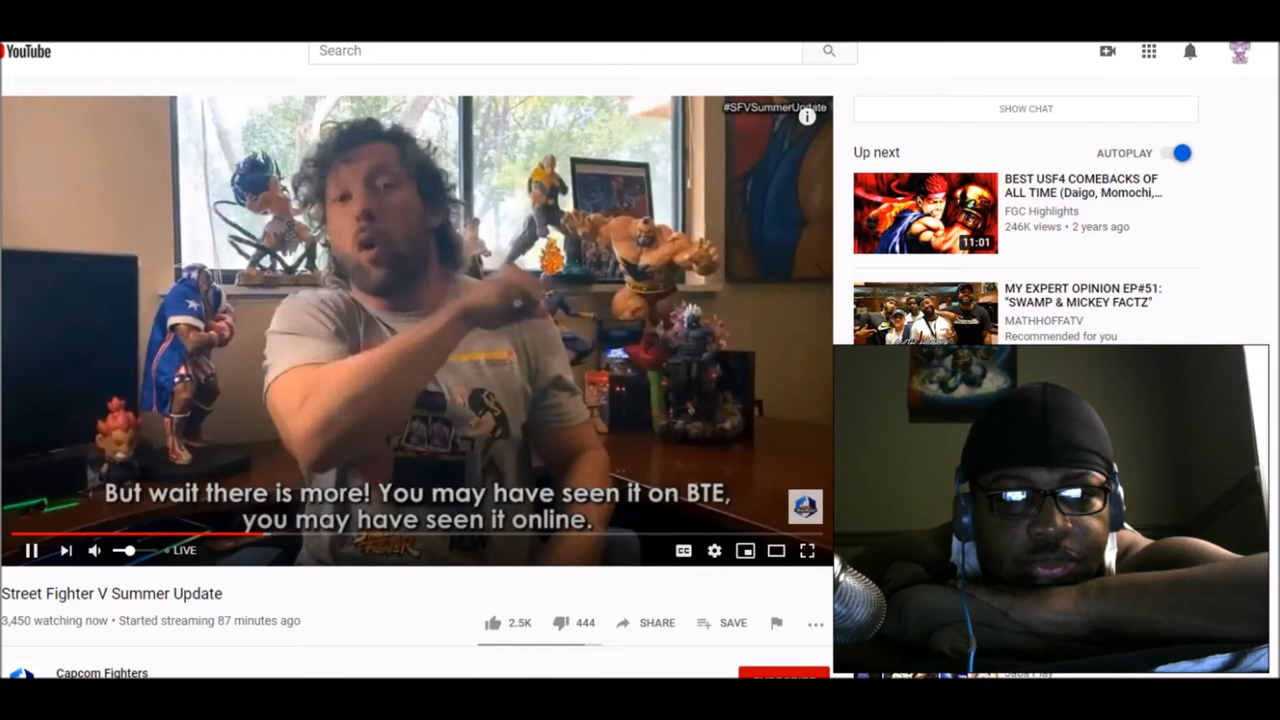 YouTube
Search
#SFVSummerUpdate
SHOW CHAT
Up next
AUTOPLAY
BEST USF4 COMEBACKS OF
ALL TIME (Daigo, Momochi,...
FGC Highlights
246K views • 2 years ago
11:01
MY EXPERT OPINION EP#51:
"SWAMP & MICKEY FACTZ"
MATHHOFFATV
Recommended for you
But wait there is more! You may have seen it on BTE,
you may have seen it online.
LIVE
CC
Street Fighter V Summer Update
3,450 watching now • Started streaming 87 minutes ago
2.5K
444
SHARE
SAVE
Capcom Fighters